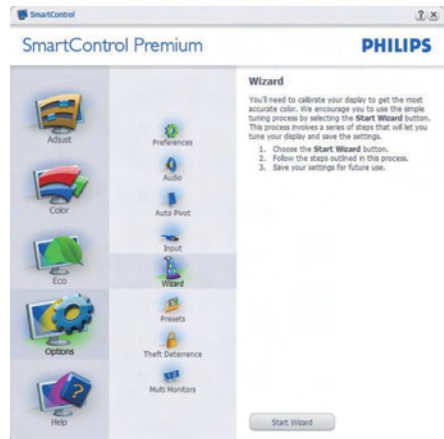 SmartControl
SmartControl Premium
PHILIPS
Adjust
Color
Eco
Options
Help
Preferences
Audio
Auto Pivot
Input
Wizard
Presets
Theft Deterrence
Multi Monitors
Wizard
You'll need to calibrate your display to get the most
accurate color. We encourage you to use the simple
tuning process by selecting the Start Wizard button.
This process involves a series of steps that will let you
tune your display and save the settings.
1. Choose the Start Wizard button.
2. Follow the steps outlined in this process.
3. Save your settings for future use.
Start Wizard